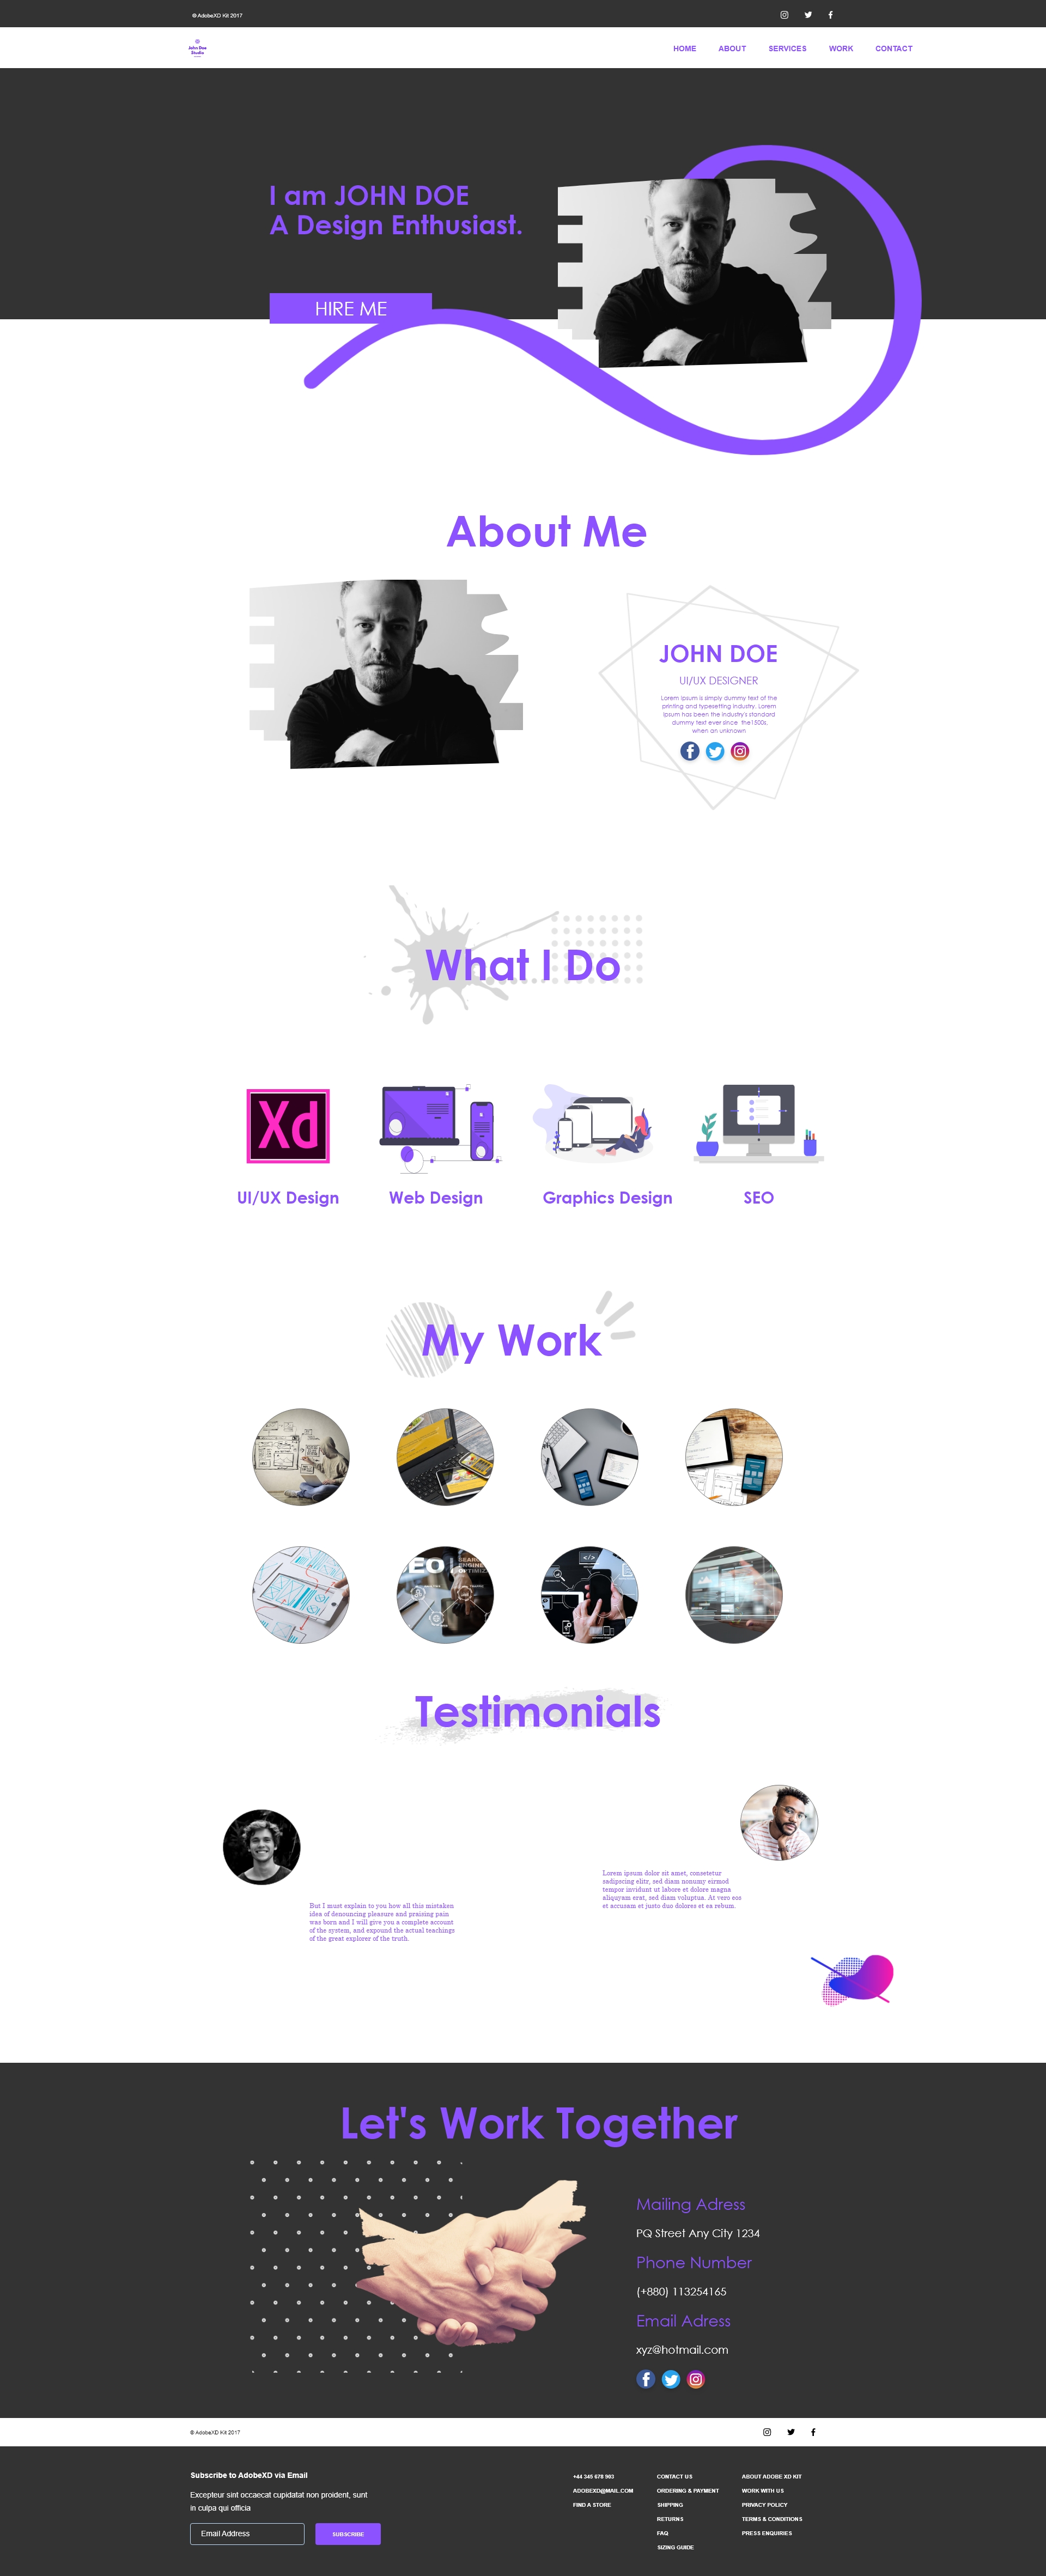 © AdobeXD Kit 2017
John Doe
Studio
HOME ABOUT SERVICES WORK CONTACT
I am JOHN DOE
A Design Enthusiast.
HIRE ME
About Me
JOHN DOE
UI/UX DESIGNER
Lorem Ipsum is simply dummy text of the
printing and typesetting industry. Lorem
Ipsum has been the industry's standard
dummy text ever since the1500s,
when an unknown
What I Do
Xd
UI/UX Design
Web Design
Graphics Design
SEO
My Work
EO
SEARC
ENGINE
OPTIMIZA
</>
Testimonials
Lorem ipsum dolor sit amet, consetetur
sadipscing elitr, sed diam nonumy eirmod
tempor invidunt ut labore et dolore magna
aliquyam erat, sed diam voluptua. At vero eos
et accusam et justo duo dolores et ea rebum.
But I must explain to you how all this mistaken
idea of denouncing pleasure and praising pain
was born and I will give you a complete account
of the system, and expound the actual teachings
of the great explorer of the truth.
Let's Work Together
Mailing Adress
PQ Street Any City 1234
Phone Number
(+880) 113254165
Email Adress
xyz@hotmail.com
© AdobeXD Kit 2017
Subscribe to AdobeXD via Email
Excepteur sint occaecat cupidatat non proident, sunt
in culpa qui officia
Email Address
SUBSCRIBE
+44 345 678 903
ADOBEXD@MAIL.COM
FIND A STORE
CONTACT US
ORDERING & PAYMENT
SHIPPING
RETURNS
FAQ
SIZING GUIDE
ABOUT ADOBE XD KIT
WORK WITH US
PRIVACY POLICY
TERMS & CONDITIONS
PRESS ENQUIRIES